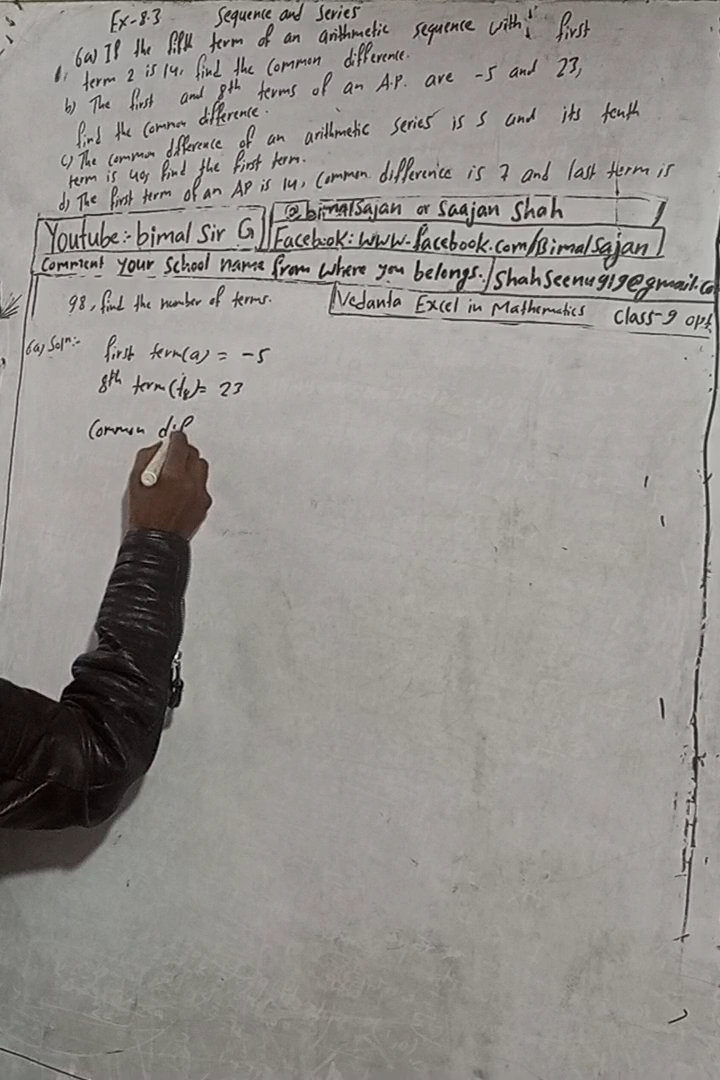 Ex-8.3 Sequence and Series
6a) If the fifth term of an arithmetic sequence with first
term 2 is 14, find the common difference.
b) The first and 8th terms of an A.P. are -5 and 23,
find the common difference.
c) The common difference of an arithmetic series is 5 and its tenth
term is 40, find the first term.
d) The first term of an AP is 14, common difference is 7 and last term is
Youtube:- bimal Sir G
@bimalsajan or Saajan Shah
Facebook: www.facebook.com/Bimalsajan
Comment your School name from where you belongs.
Shahseenu919@gmail.co
98, find the number of terms.
Vedanta Excel in Mathematics Class-9 opt
6a) Soln:-
first term(a) = -5
8th term(t8)= 23
Common dif